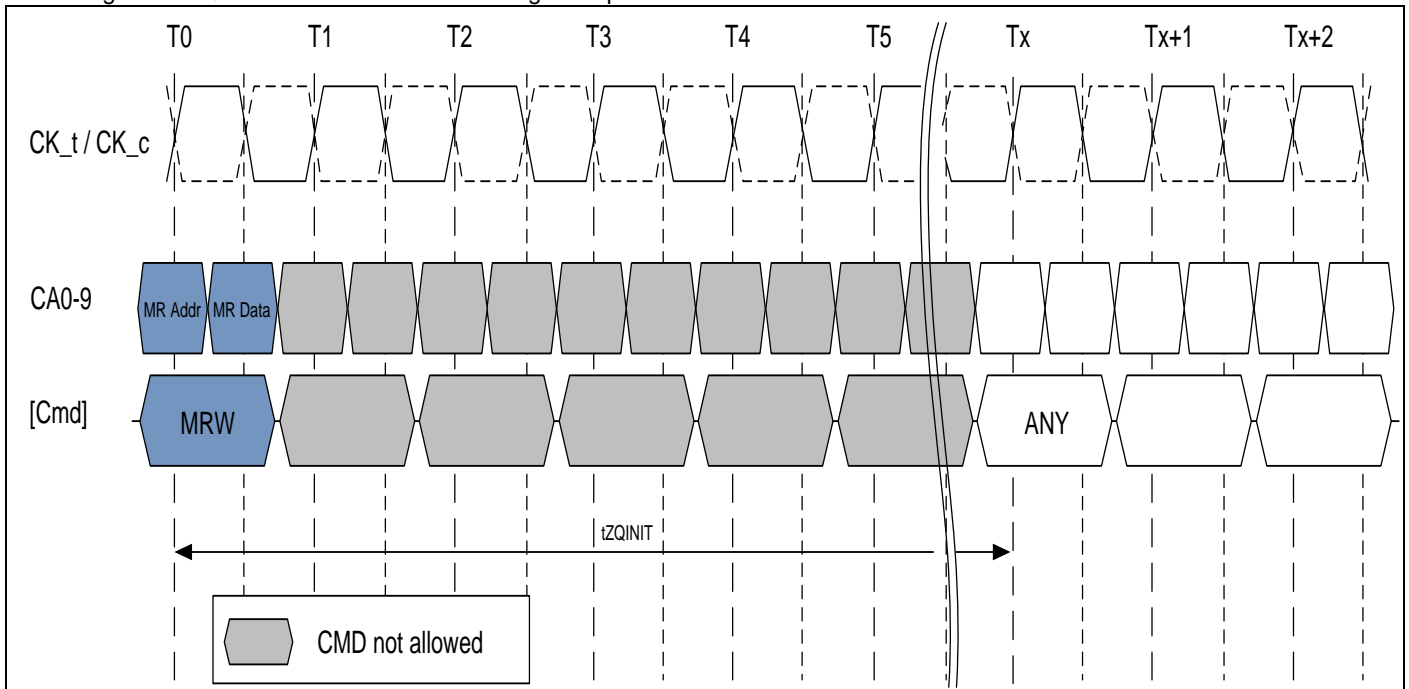 T0 T1 T2 T3 T4 T5 Tx Tx+1 Tx+2
CK_t / CK_c
CA0-9
MR Addr MR Data
[Cmd]
MRW ANY
tZQINIT
CMD not allowed